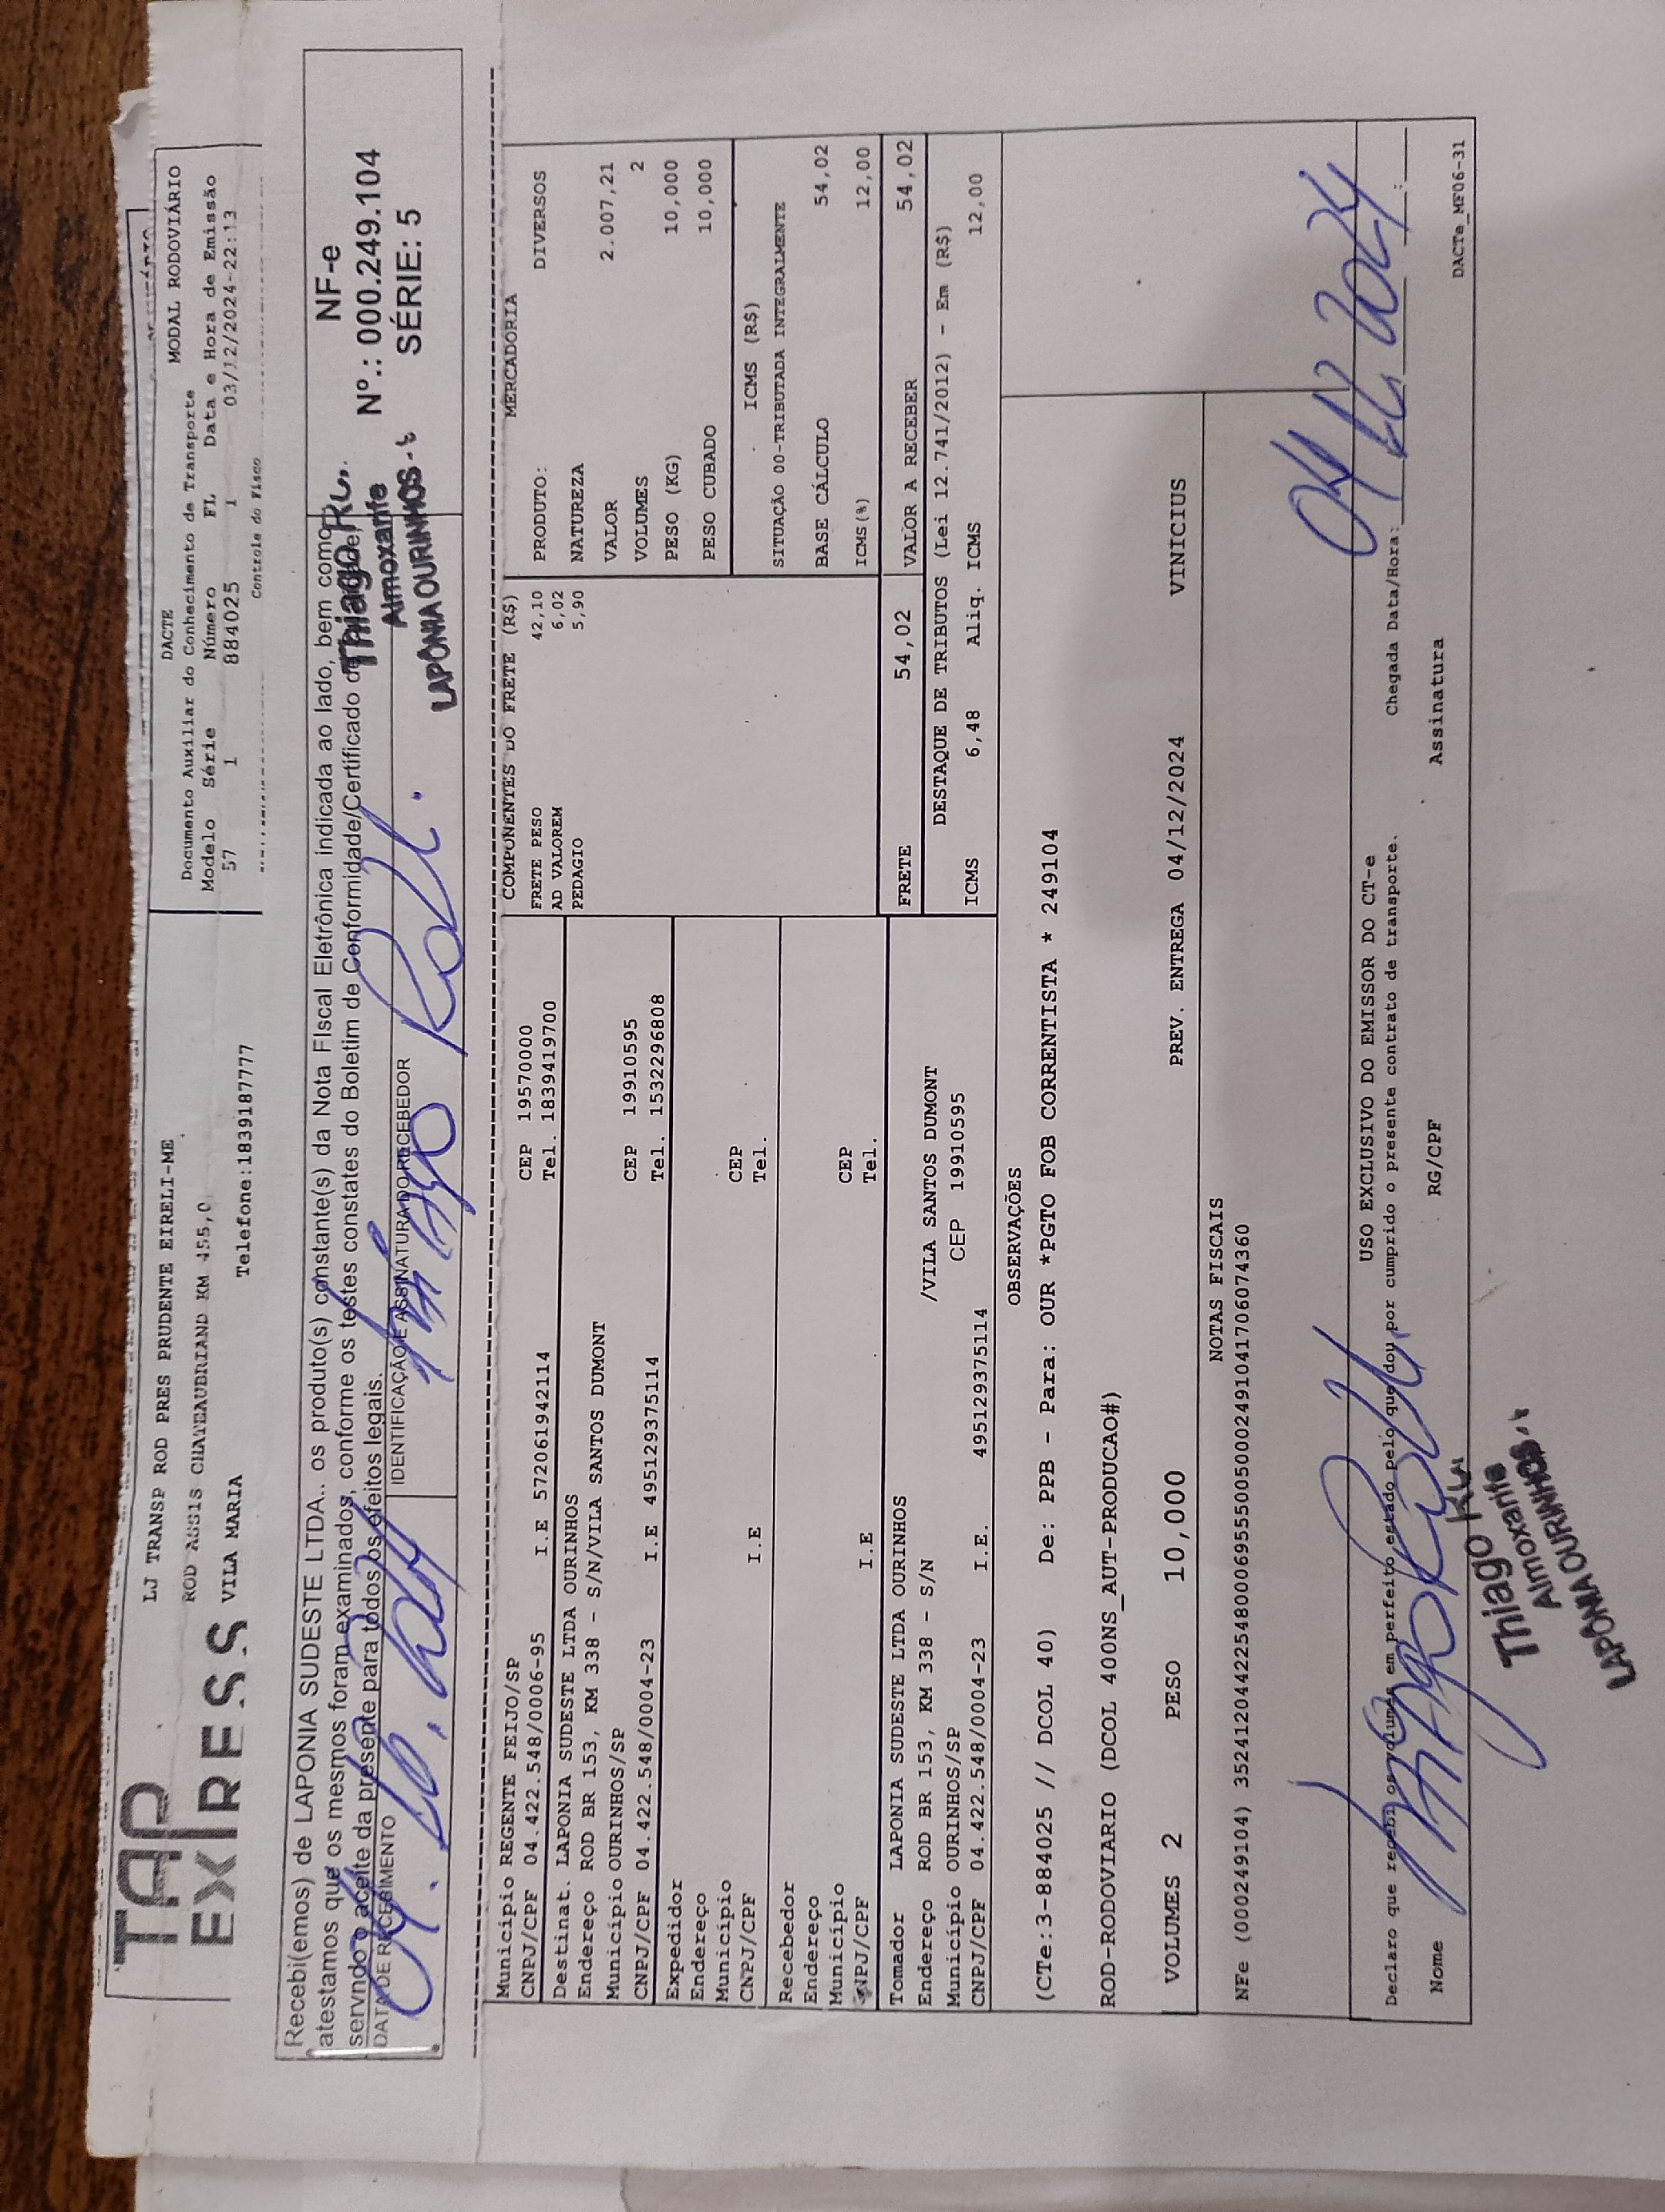 TAP
EXPRESS
LJ TRANSP ROD PRES PRUDENTE EIRELI-ME
ROD ASSIS CHATEAUBRIAND KM 455,0
VILA MARIA
Telefone:1839187777
DACTE
MODAL RODOVIÁRIO
Documento Auxiliar do Conhecimento de Transporte
Modelo Série Número FL Data e Hora de Emissão
57 1 884025 1 03/12/2024-22:13
Controle do Fisco
Recebi(emos) de LAPONIA SUDESTE LTDA.. os produto(s) constante(s) da Nota FIscal Eletrônica indicada ao lado, bem como
atestamos que os mesmos foram examinados, conforme os testes constates do Boletim de Conformidade/Certificado de
servndo o aceite da presente para todos os efeitos legais.
DATA DE RECEBIMENTO
IDENTIFICAÇÃO E ASSINATURA DO RECEBEDOR
Thiago
Almoxarife
LAPONIA OURINHOS
NF-e
Nº.: 000.249.104
SÉRIE: 5
Município REGENTE FEIJO/SP CEP 19570000
CNPJ/CPF 04.422.548/0006-95 I.E 572061942114 Tel. 1839419700
Destinat. LAPONIA SUDESTE LTDA OURINHOS
Endereço ROD BR 153, KM 338 - S/N/VILA SANTOS DUMONT
Município OURINHOS/SP CEP 19910595
CNPJ/CPF 04.422.548/0004-23 I.E 495129375114 Tel. 1532296808
Expedidor
Endereço
Município CEP
CNPJ/CPF I.E Tel.
Recebedor
Endereço
Município CEP
CNPJ/CPF I.E Tel.
Tomador LAPONIA SUDESTE LTDA OURINHOS
Endereço ROD BR 153, KM 338 - S/N /VILA SANTOS DUMONT
Município OURINHOS/SP CEP 19910595
CNPJ/CPF 04.422.548/0004-23 I.E. 495129375114
COMPONENTES DO FRETE (R$)
FRETE PESO 42,10
AD VALOREM 6,02
PEDAGIO 5,90
MERCADORIA
PRODUTO: DIVERSOS
NATUREZA
VALOR 2.007,21
VOLUMES 2
PESO (KG) 10,000
PESO CUBADO 10,000
ICMS (R$)
SITUAÇÃO 00-TRIBUTADA INTEGRALMENTE
BASE CÁLCULO 54,02
ICMS(%) 12,00
FRETE 54,02 VALOR A RECEBER 54,02
DESTAQUE DE TRIBUTOS (Lei 12.741/2012) - Em (R$)
ICMS 6,48 Aliq. ICMS 12,00
OBSERVAÇÕES
(CTe:3-884025 // DCOL 40) De: PPB - Para: OUR *PGTO FOB CORRENTISTA * 249104
ROD-RODOVIARIO (DCOL 400NS_AUT-PRODUCAO#)
VOLUMES 2 PESO 10,000 PREV. ENTREGA 04/12/2024 VINICIUS
NOTAS FISCAIS
NFe (000249104) 35241204422548000695550050002491041706074360
USO EXCLUSIVO DO EMISSOR DO CT-e
Declaro que recebi os volumes em perfeito estado pelo que dou por cumprido o presente contrato de transporte.
Chegada Data/Hora: 04/12/2024
Nome RG/CPF Assinatura
DACTe_MF06-31
Thiago
Almoxarife
LAPONIA OURINHOS